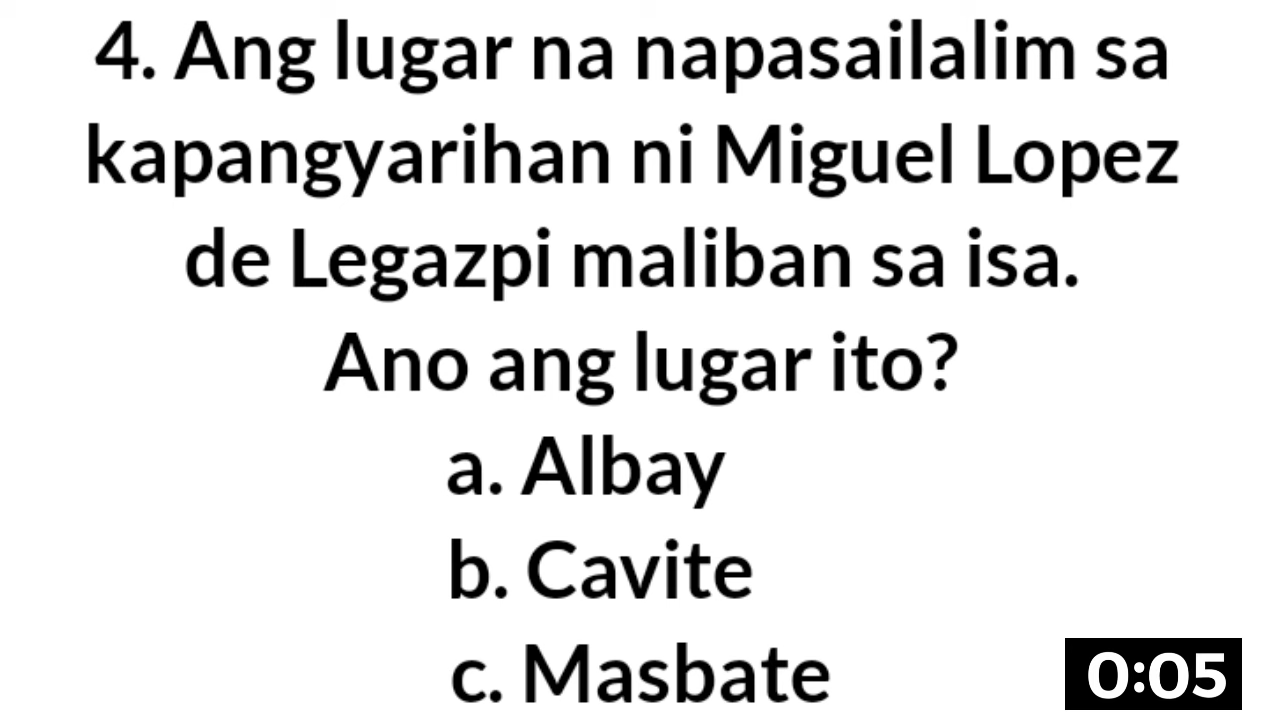 4. Ang lugar na napasailalim sa
kapangyarihan ni Miguel Lopez
de Legazpi maliban sa isa.
Ano ang lugar ito?
a. Albay
b. Cavite
c. Masbate
0:05